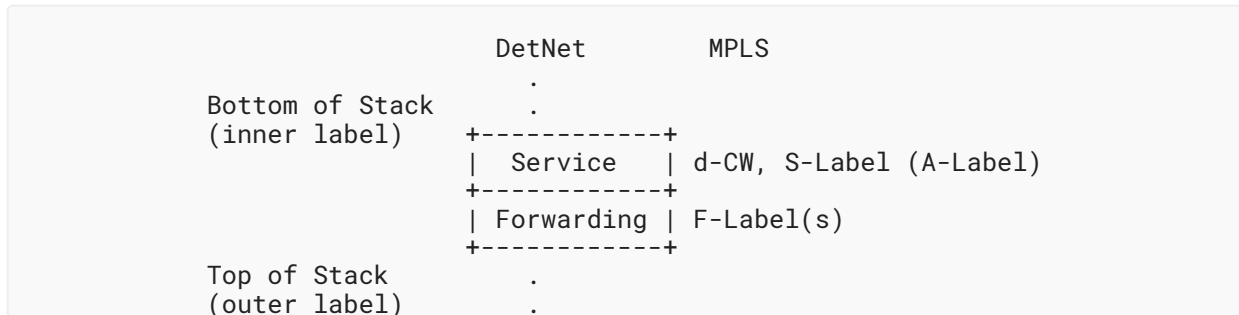 DetNet MPLS
.
Bottom of Stack .
(inner label) +------------+
| Service | d-CW, S-Label (A-Label)
+------------+
| Forwarding | F-Label(s)
+------------+
Top of Stack .
(outer label) .